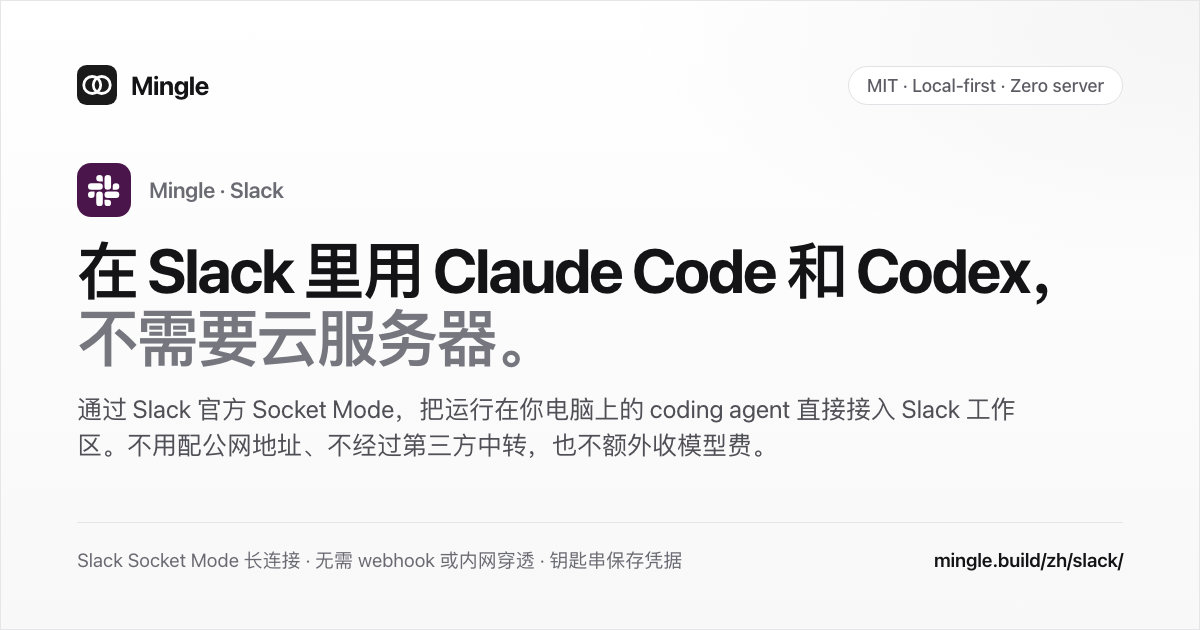 Mingle
MIT · Local-first · Zero server
Mingle · Slack
在 Slack 里用 Claude Code 和 Codex，
不需要云服务器。
通过 Slack 官方 Socket Mode，把运行在你电脑上的 coding agent 直接接入 Slack 工作
区。不用配公网地址、不经过第三方中转，也不额外收模型费。
Slack Socket Mode 长连接 · 无需 webhook 或内网穿透 · 钥匙串保存凭据
mingle.build/zh/slack/